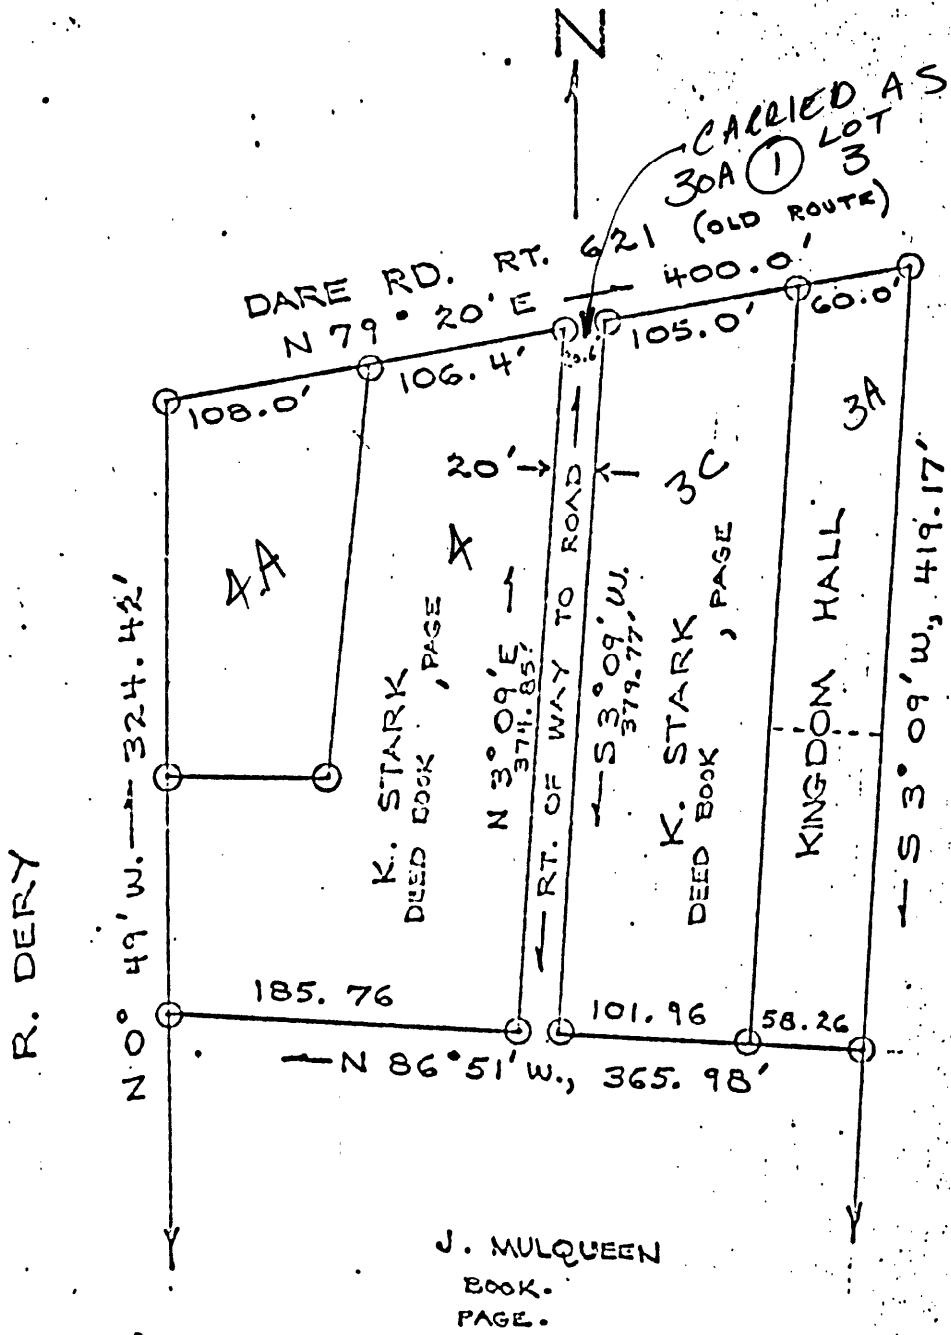 N
CARRIED AS
30A 1 LOT
3
DARE RD. RT. 621 (OLD ROUTE)
N 79° 20' E 400.0'
108.0'
106.4'
20.6
105.0'
60.0'
20'
4A
4
3C
3A
K. STARK
DEED BOOK , PAGE
N 3° 09' E
374.85'
RT. OF WAY TO ROAD
S 3° 09' W.
379.77'
K. STARK
DEED BOOK , PAGE
KINGDOM HALL
S 3° 09' W., 419.17'
N 0° 49' W. 324.42'
R. DERY
185.76
101.96
58.26
N 86° 51' W., 365.98'
J. MULQUEEN
BOOK.
PAGE.